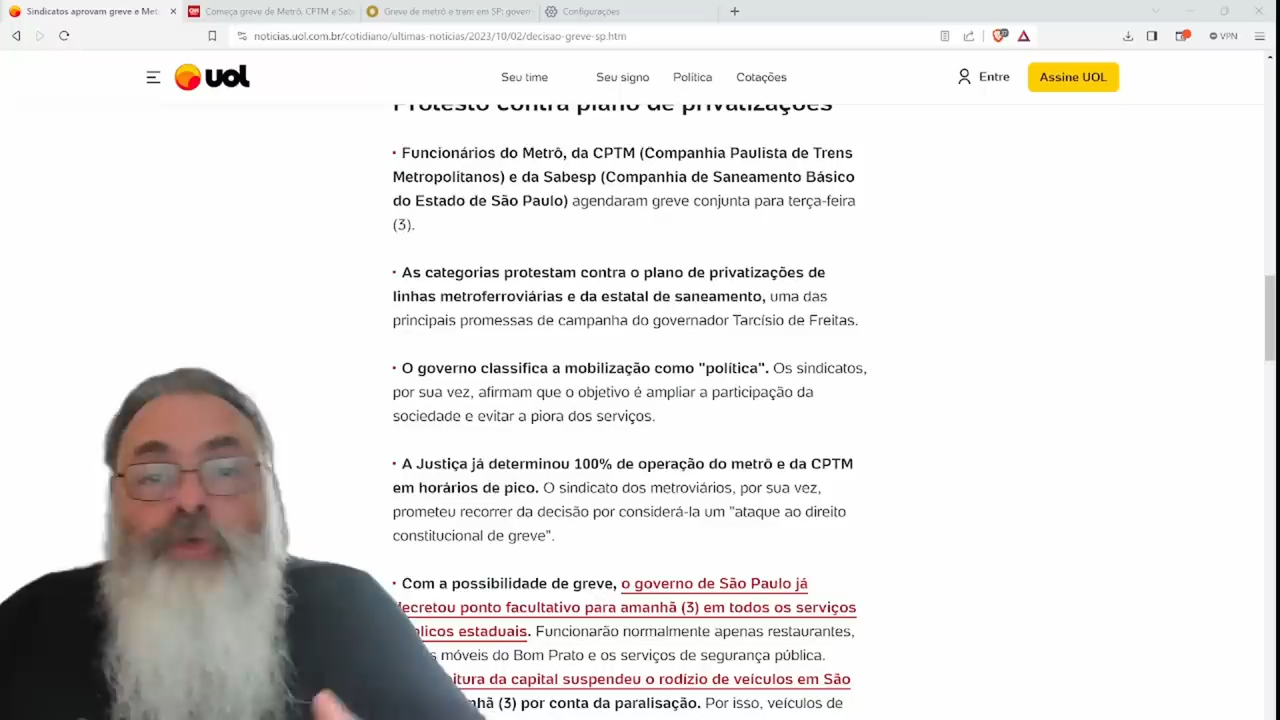 Sindicatos aprovam greve e Met
Começa greve de Metrô, CPTM e Sab
Greve de metrô e trem em SP: gover
Configurações
noticias.uol.com.br/cotidiano/ultimas-noticias/2023/10/02/decisao-greve-sp.htm
VPN
UOL
Seu time
Seu signo
Política
Cotações
Entre
Assine UOL
Protesto contra plano de privatizações
· Funcionários do Metrô, da CPTM (Companhia Paulista de Trens
Metropolitanos) e da Sabesp (Companhia de Saneamento Básico
do Estado de São Paulo) agendaram greve conjunta para terça-feira
(3).
· As categorias protestam contra o plano de privatizações de
linhas metroferroviárias e da estatal de saneamento, uma das
principais promessas de campanha do governador Tarcísio de Freitas.
· O governo classifica a mobilização como "política". Os sindicatos,
por sua vez, afirmam que o objetivo é ampliar a participação da
sociedade e evitar a piora dos serviços.
· A Justiça já determinou 100% de operação do metrô e da CPTM
em horários de pico. O sindicato dos metroviários, por sua vez,
prometeu recorrer da decisão por considerá-la um "ataque ao direito
constitucional de greve".
· Com a possibilidade de greve, o governo de São Paulo já
decretou ponto facultativo para amanhã (3) em todos os serviços
blicos estaduais. Funcionarão normalmente apenas restaurantes,
s móveis do Bom Prato e os serviços de segurança pública.
itura da capital suspendeu o rodízio de veículos em São
nhã (3) por conta da paralisação. Por isso, veículos de